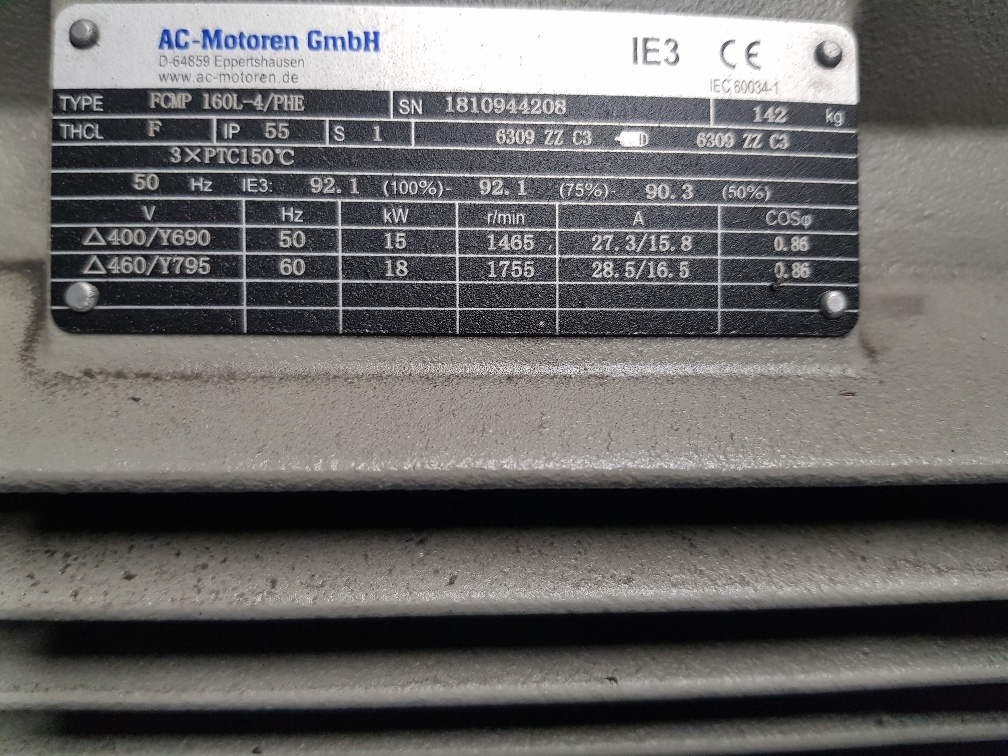 AC-Motoren GmbH
D-64859 Eppertshausen
www.ac-motoren.de
IE3 CE
IEC 60034-1
TYPE FCMP 160L-4/PHE SN 1810944208 142 kg
THCL F IP 55 S 1 6309 ZZ C3 6309 ZZ C3
3×PTC150℃
50 Hz IE3: 92.1 (100%)- 92.1 (75%)- 90.3 (50%)
V Hz kW r/min A COSφ
△400/Y690 50 15 1465 27.3/15.8 0.86
△460/Y795 60 18 1755 28.5/16.5 0.86